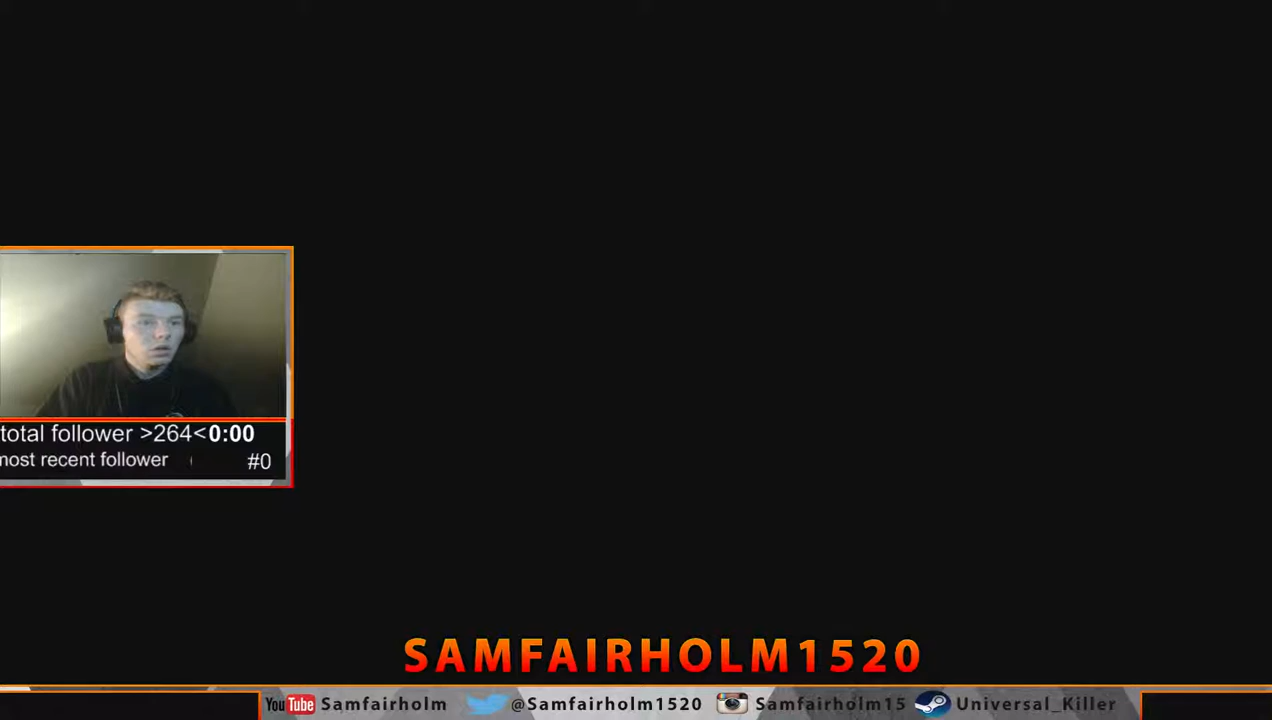 total follower >264<0:00
most recent follower #0
SAMFAIRHOLM1520
YouTube Samfairholm @Samfairholm1520 Samfairholm15 Universal_Killer